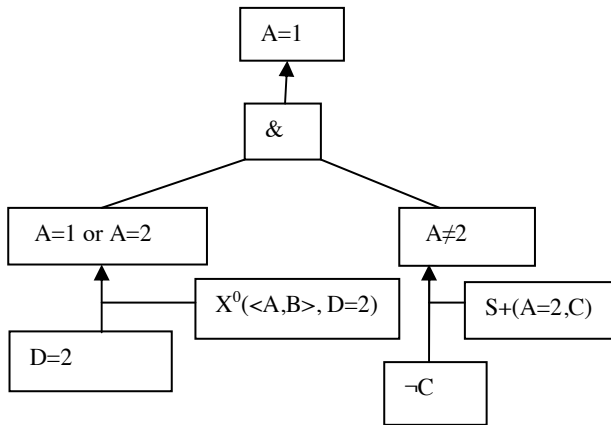 A=1
&
A=1 or A=2
A≠2
X⁰(<A,B>, D=2)
S+(A=2,C)
D=2
¬C